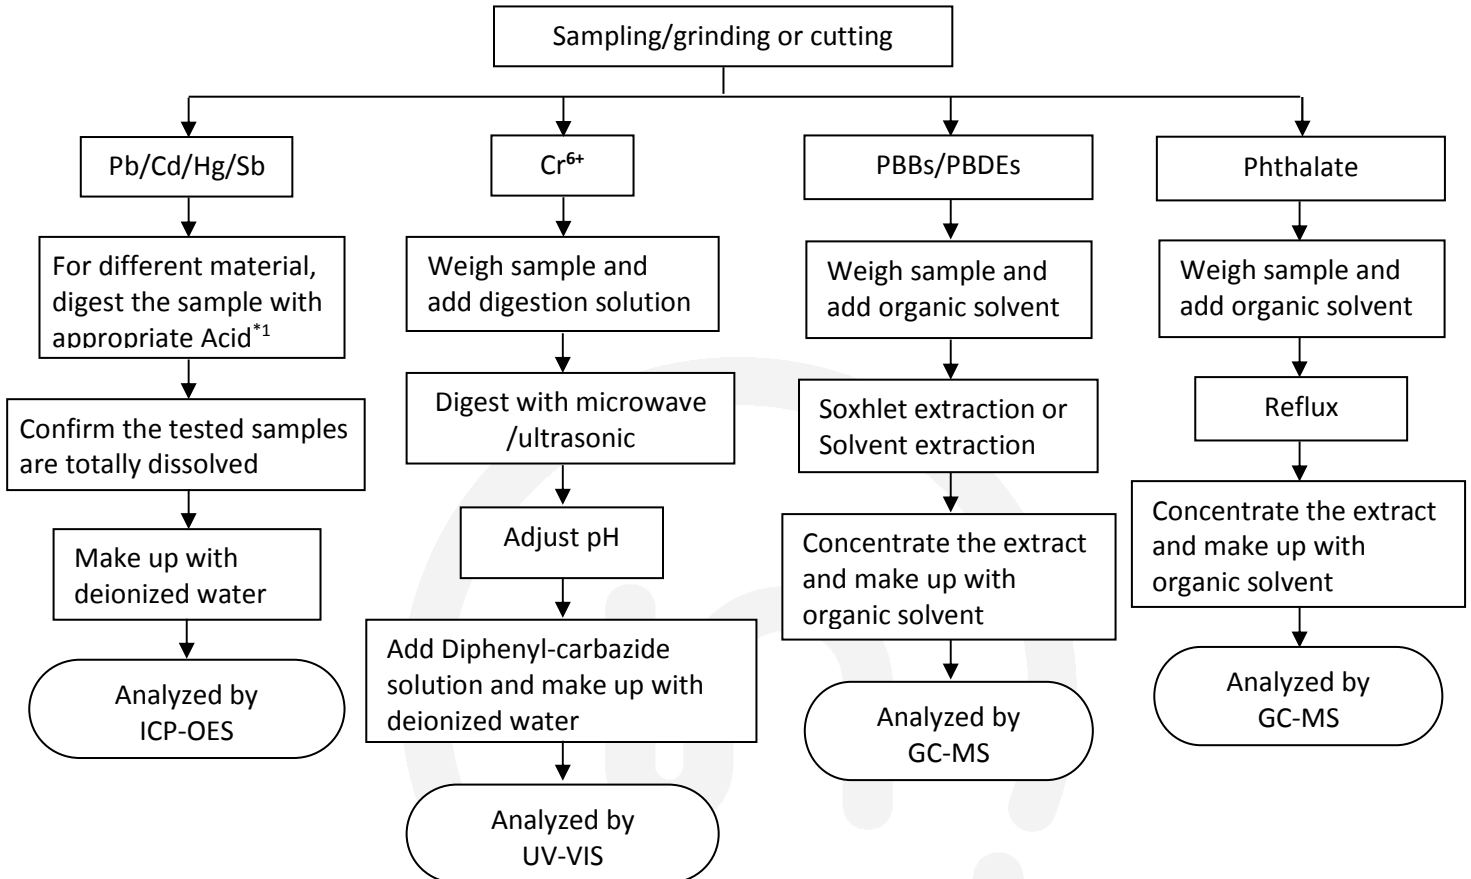 Sampling/grinding or cutting
Pb/Cd/Hg/Sb
For different material,
digest the sample with
appropriate Acid*1
Confirm the tested samples
are totally dissolved
Make up with
deionized water
Analyzed by
ICP-OES
Cr6+
Weigh sample and
add digestion solution
Digest with microwave
/ultrasonic
Adjust pH
Add Diphenyl-carbazide
solution and make up with
deionized water
Analyzed by
UV-VIS
PBBs/PBDEs
Weigh sample and
add organic solvent
Soxhlet extraction or
Solvent extraction
Concentrate the extract
and make up with
organic solvent
Analyzed by
GC-MS
Phthalate
Weigh sample and
add organic solvent
Reflux
Concentrate the extract
and make up with
organic solvent
Analyzed by
GC-MS